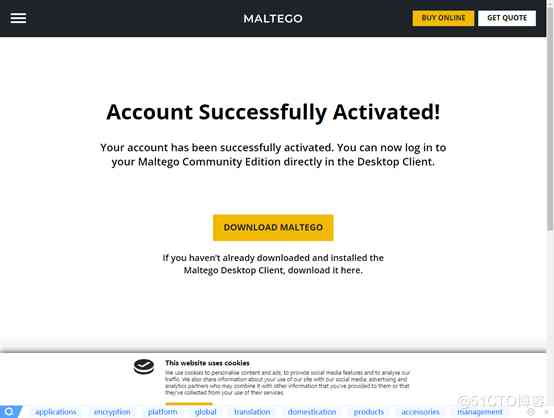 MALTEGO
BUY ONLINE
GET QUOTE
Account Successfully Activated!
Your account has been successfully activated. You can now log in to
your Maltego Community Edition directly in the Desktop Client.
DOWNLOAD MALTEGO
If you haven't already downloaded and installed the
Maltego Desktop Client, download it here.
This website uses cookies
We use cookies to personalise content and ads, to provide social media features and to analyse our
traffic. We also share information about your use of our site with our social media, advertising and
analytics partners who may combine it with other information that you've provided to them or that
they've collected from your use of their services.
applications encryption platform global translation domestication products accessories management
@51CTO博客